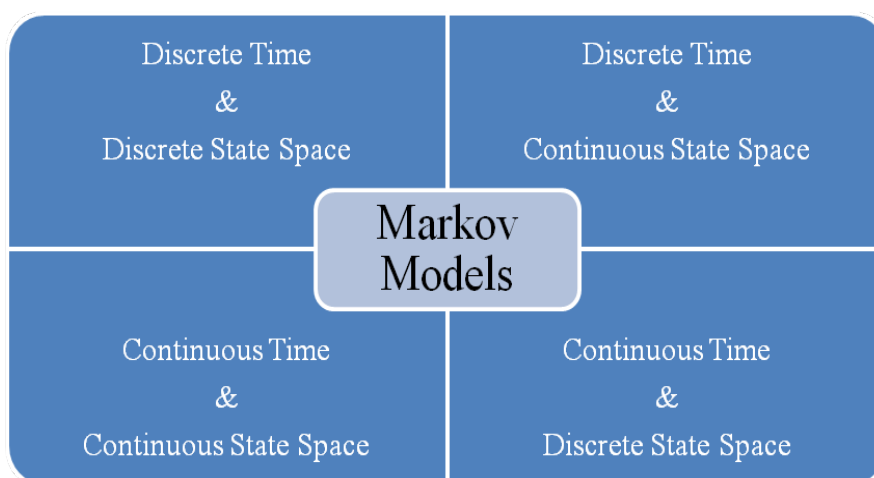 Discrete Time
&
Discrete State Space
Discrete Time
&
Continuous State Space
Markov
Models
Continuous Time
&
Continuous State Space
Continuous Time
&
Discrete State Space